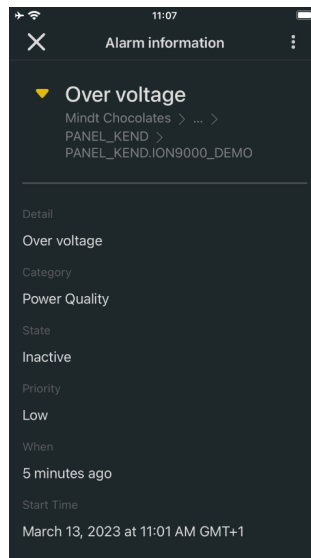 11:07
Alarm information
Over voltage
Mindt Chocolates > ... >
PANEL_KEND >
PANEL_KEND.ION9000_DEMO
Detail
Over voltage
Category
Power Quality
State
Inactive
Priority
Low
When
5 minutes ago
Start Time
March 13, 2023 at 11:01 AM GMT+1